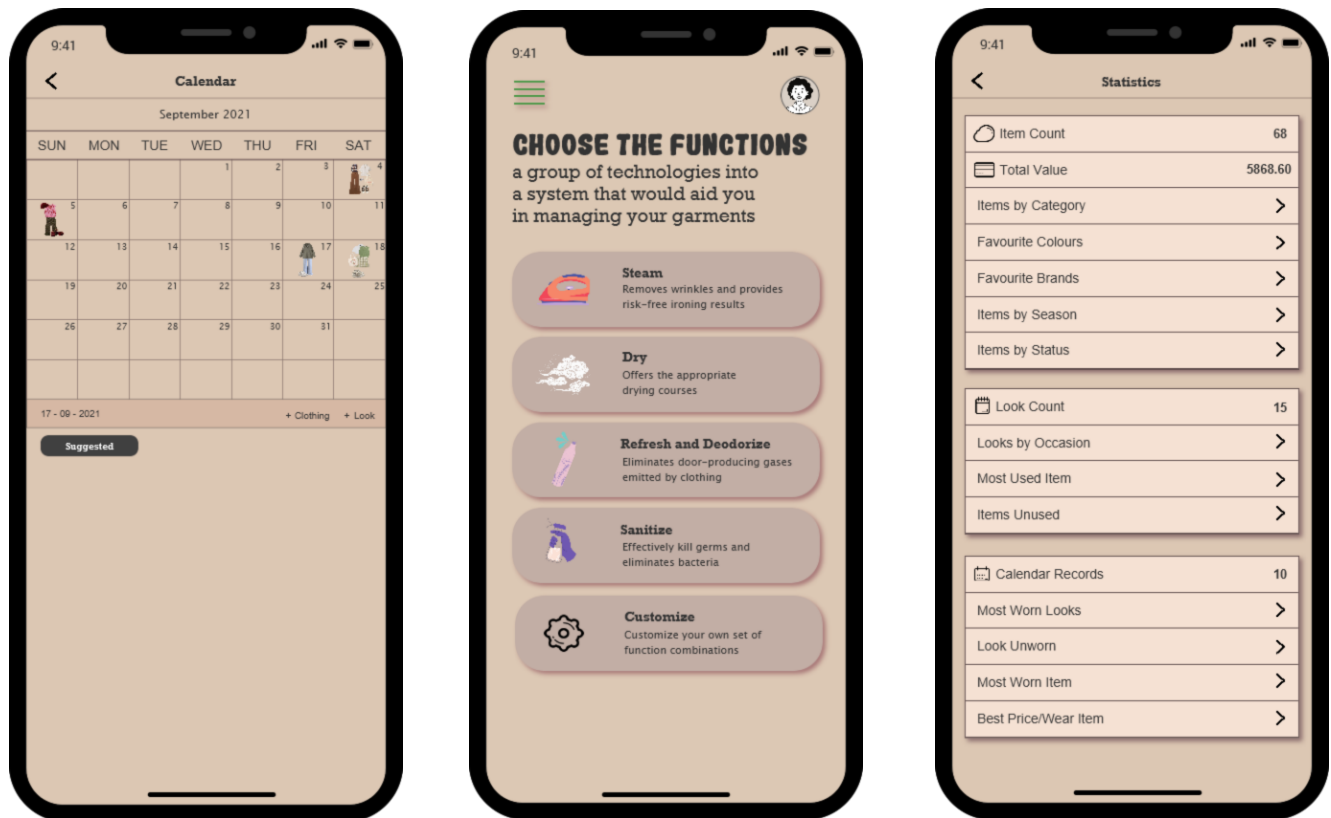 9:41
Calendar
September 2021
SUN MON TUE WED THU FRI SAT
1 2 3 4
5 6 7 8 9 10 11
12 13 14 15 16 17 18
19 20 21 22 23 24 25
26 27 28 29 30 31
17 - 09 - 2021 + Clothing + Look
Suggested
9:41
CHOOSE THE FUNCTIONS
a group of technologies into
a system that would aid you
in managing your garments
Steam
Removes wrinkles and provides
risk-free ironing results
Dry
Offers the appropriate
drying courses
Refresh and Deodorize
Eliminates door-producing gases
emitted by clothing
Sanitize
Effectively kill germs and
eliminates bacteria
Customize
Customize your own set of
function combinations
9:41
Statistics
Item Count 68
Total Value 5868.60
Items by Category
Favourite Colours
Favourite Brands
Items by Season
Items by Status
Look Count 15
Looks by Occasion
Most Used Item
Items Unused
Calendar Records 10
Most Worn Looks
Look Unworn
Most Worn Item
Best Price/Wear Item